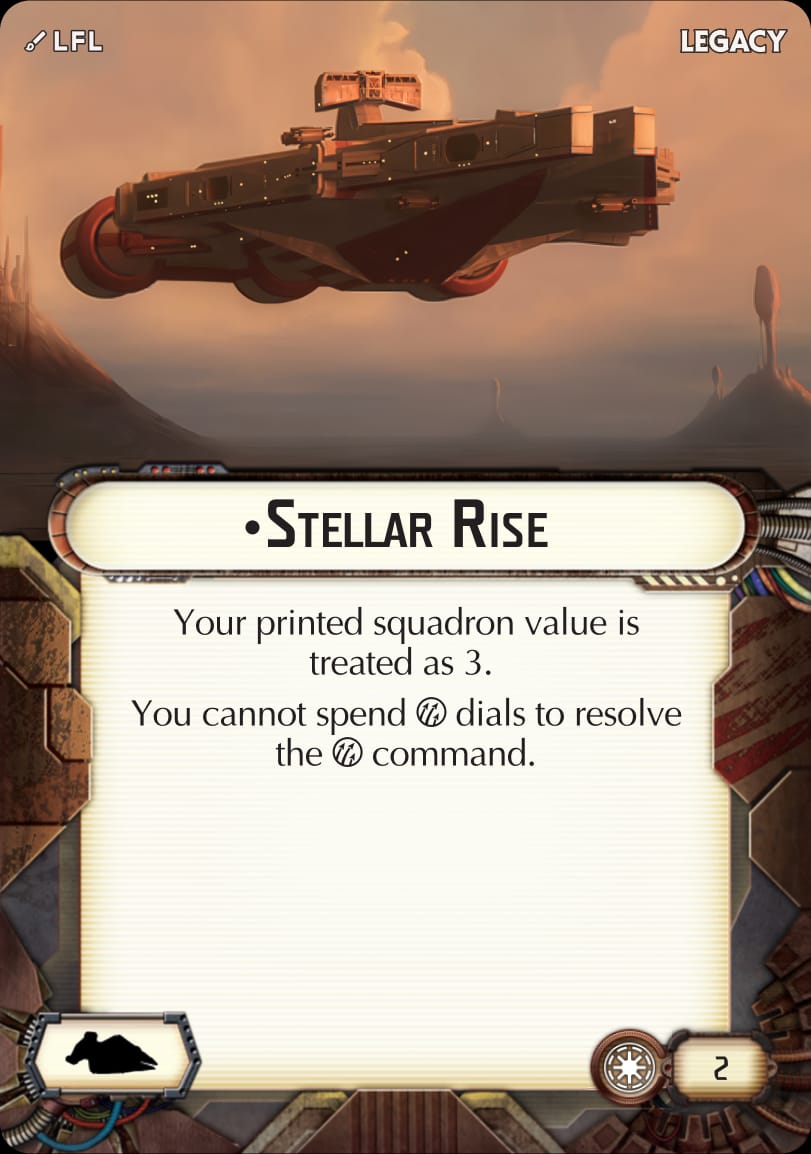 LFL
LEGACY
•STELLAR RISE
Your printed squadron value is
treated as 3.
You cannot spend dials to resolve
the command.
2